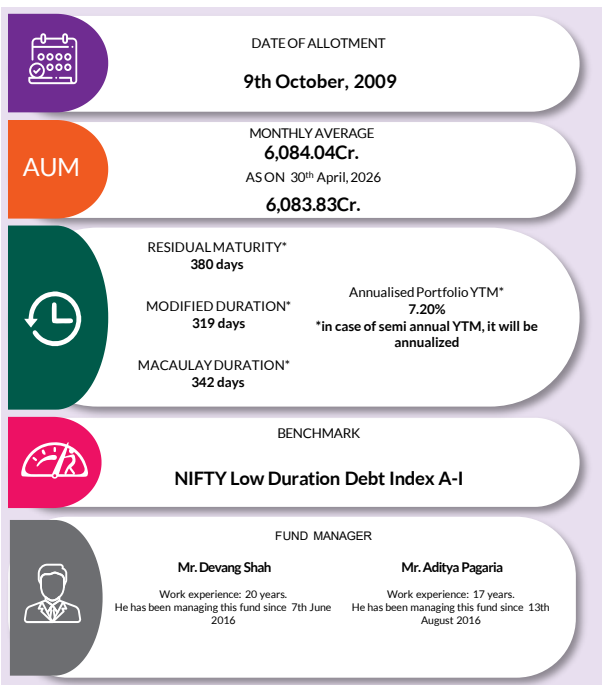 DATE OF ALLOTMENT
9th October, 2009
AUM
MONTHLY AVERAGE
6,084.04Cr.
AS ON 30th April, 2026
6,083.83Cr.
RESIDUAL MATURITY*
380 days
MODIFIED DURATION*
319 days
MACAULAY DURATION*
342 days
Annualised Portfolio YTM*
7.20%
*in case of semi annual YTM, it will be
annualized
BENCHMARK
NIFTY Low Duration Debt Index A-I
FUND MANAGER
Mr. Devang Shah
Work experience: 20 years.
He has been managing this fund since 7th June
2016
Mr. Aditya Pagaria
Work experience: 17 years.
He has been managing this fund since 13th
August 2016